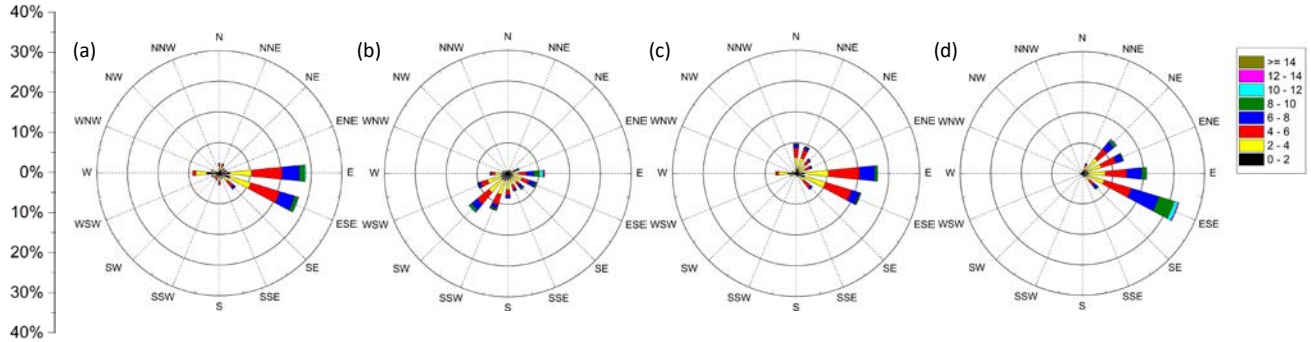 40%
30%
20%
10%
0%
10%
20%
30%
40%
(a)
N
NNE
NE
ENE
E
ESE
SE
SSE
S
SSW
SW
WSW
W
WNW
NW
NNW
(b)
N
NNE
NE
ENE
E
ESE
SE
SSE
S
SSW
SW
WSW
W
WNW
NW
NNW
(c)
N
NNE
NE
ENE
E
ESE
SE
SSE
S
SSW
SW
WSW
W
WNW
NW
NNW
(d)
N
NNE
NE
ENE
E
ESE
SE
SSE
S
SSW
SW
WSW
W
WNW
NW
NNW
>= 14
12 - 14
10 - 12
8 - 10
6 - 8
4 - 6
2 - 4
0 - 2